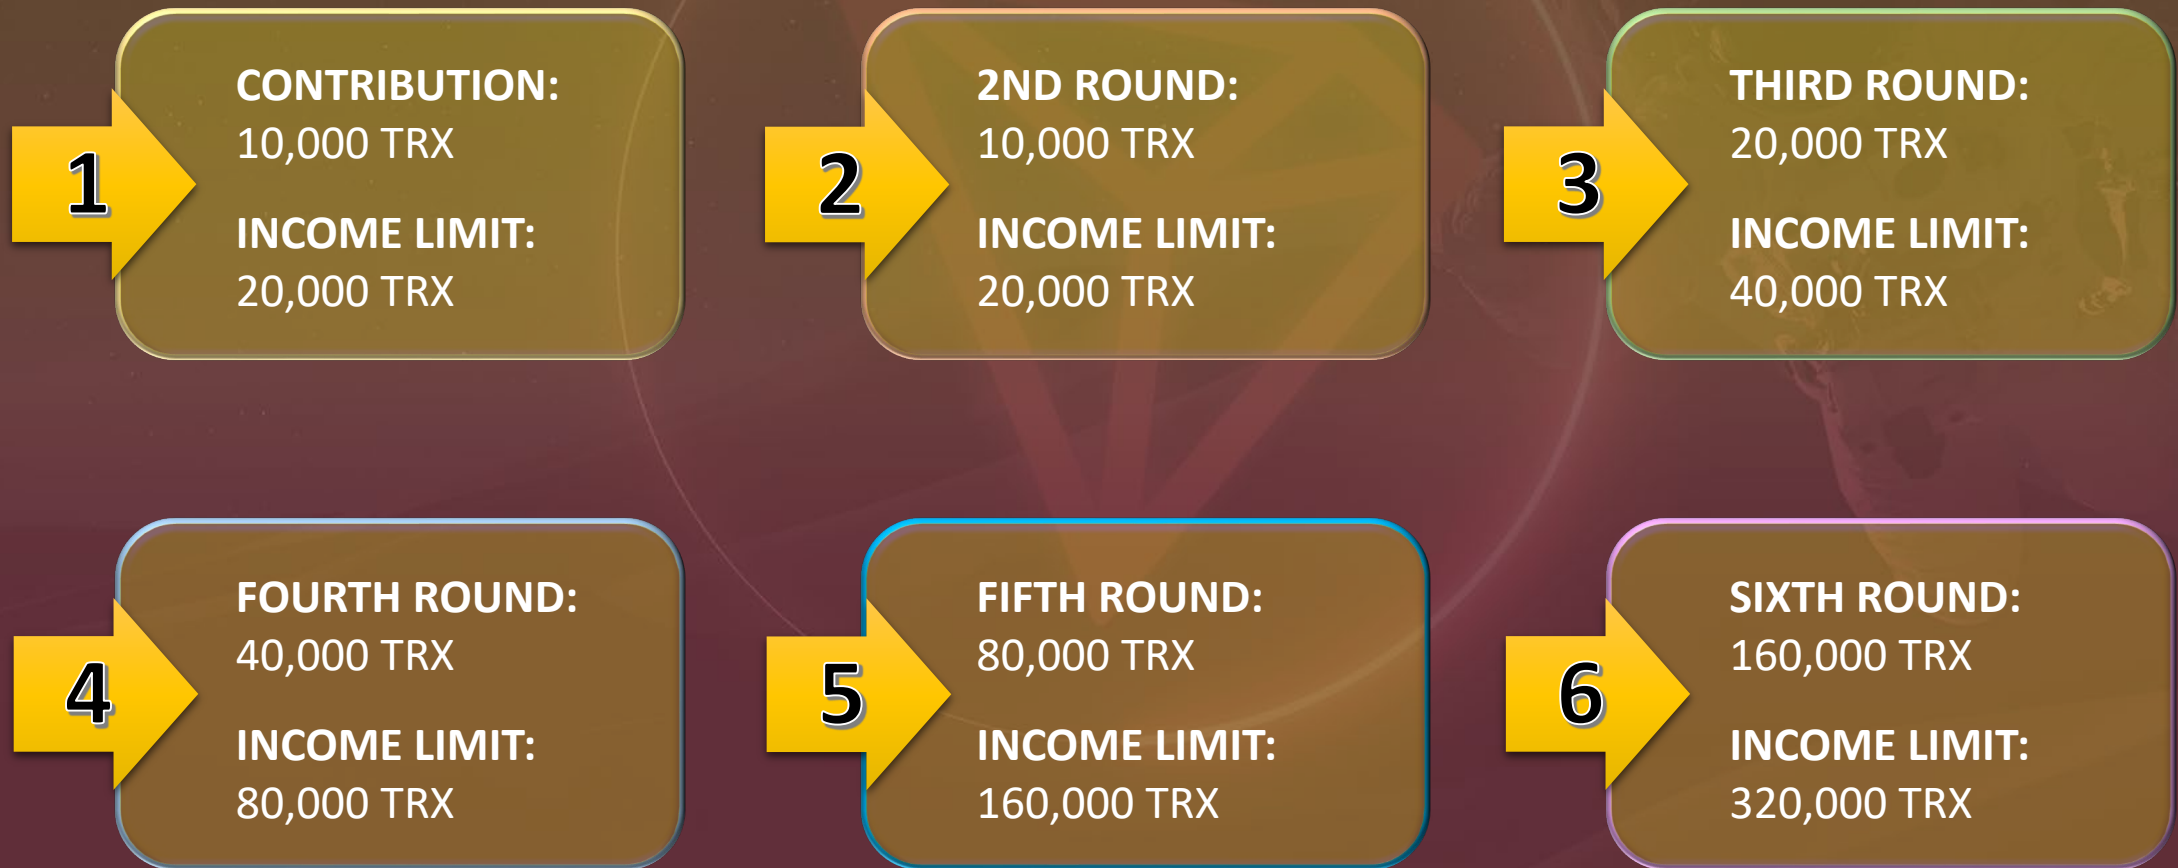 1
CONTRIBUTION:
10,000 TRX
INCOME LIMIT:
20,000 TRX
2
2ND ROUND:
10,000 TRX
INCOME LIMIT:
20,000 TRX
3
THIRD ROUND:
20,000 TRX
INCOME LIMIT:
40,000 TRX
4
FOURTH ROUND:
40,000 TRX
INCOME LIMIT:
80,000 TRX
5
FIFTH ROUND:
80,000 TRX
INCOME LIMIT:
160,000 TRX
6
SIXTH ROUND:
160,000 TRX
INCOME LIMIT:
320,000 TRX